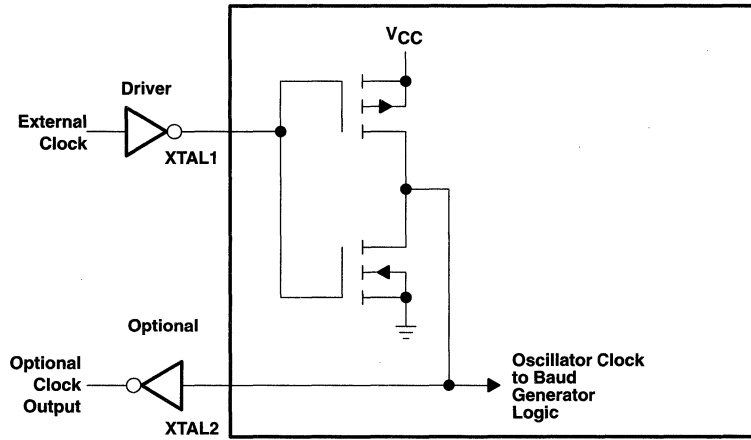 VCC
Driver
External
Clock
XTAL1
Optional
Optional
Clock
Output
XTAL2
Oscillator Clock
to Baud
Generator
Logic